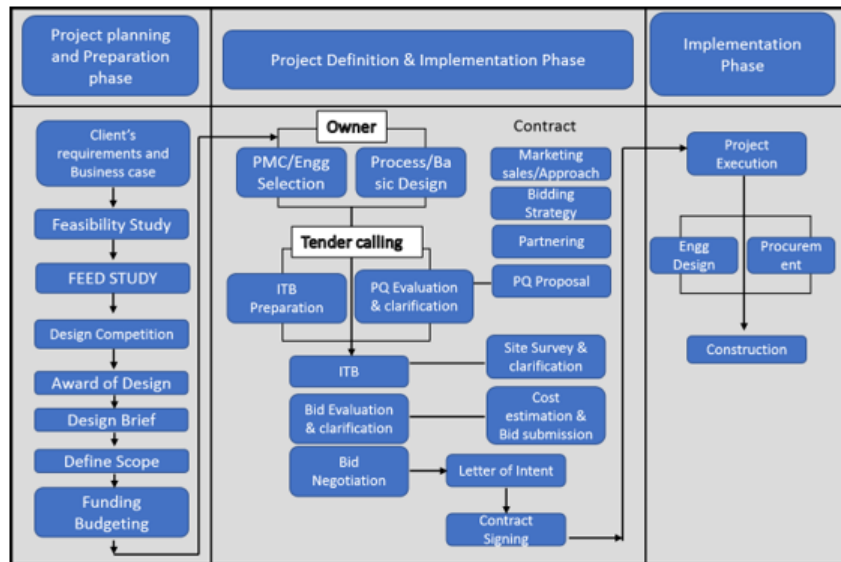 Project planning
and Preparation
phase
Project Definition & Implementation Phase
Implementation
Phase
Client's
requirements and
Business case
Feasibility Study
FEED STUDY
Design Competition
Award of Design
Design Brief
Define Scope
Funding
Budgeting
Owner
PMC/Engg
Selection
Process/Ba
sic Design
Tender calling
ITB
Preparation
PQ Evaluation
& clarification
ITB
Bid Evaluation
& clarification
Bid
Negotiation
Contract
Marketing
sales/Approach
Bidding
Strategy
Partnering
PQ Proposal
Site Survey &
clarification
Cost
estimation &
Bid submission
Letter of Intent
Contract
Signing
Project
Execution
Engg
Design
Procurem
ent
Construction